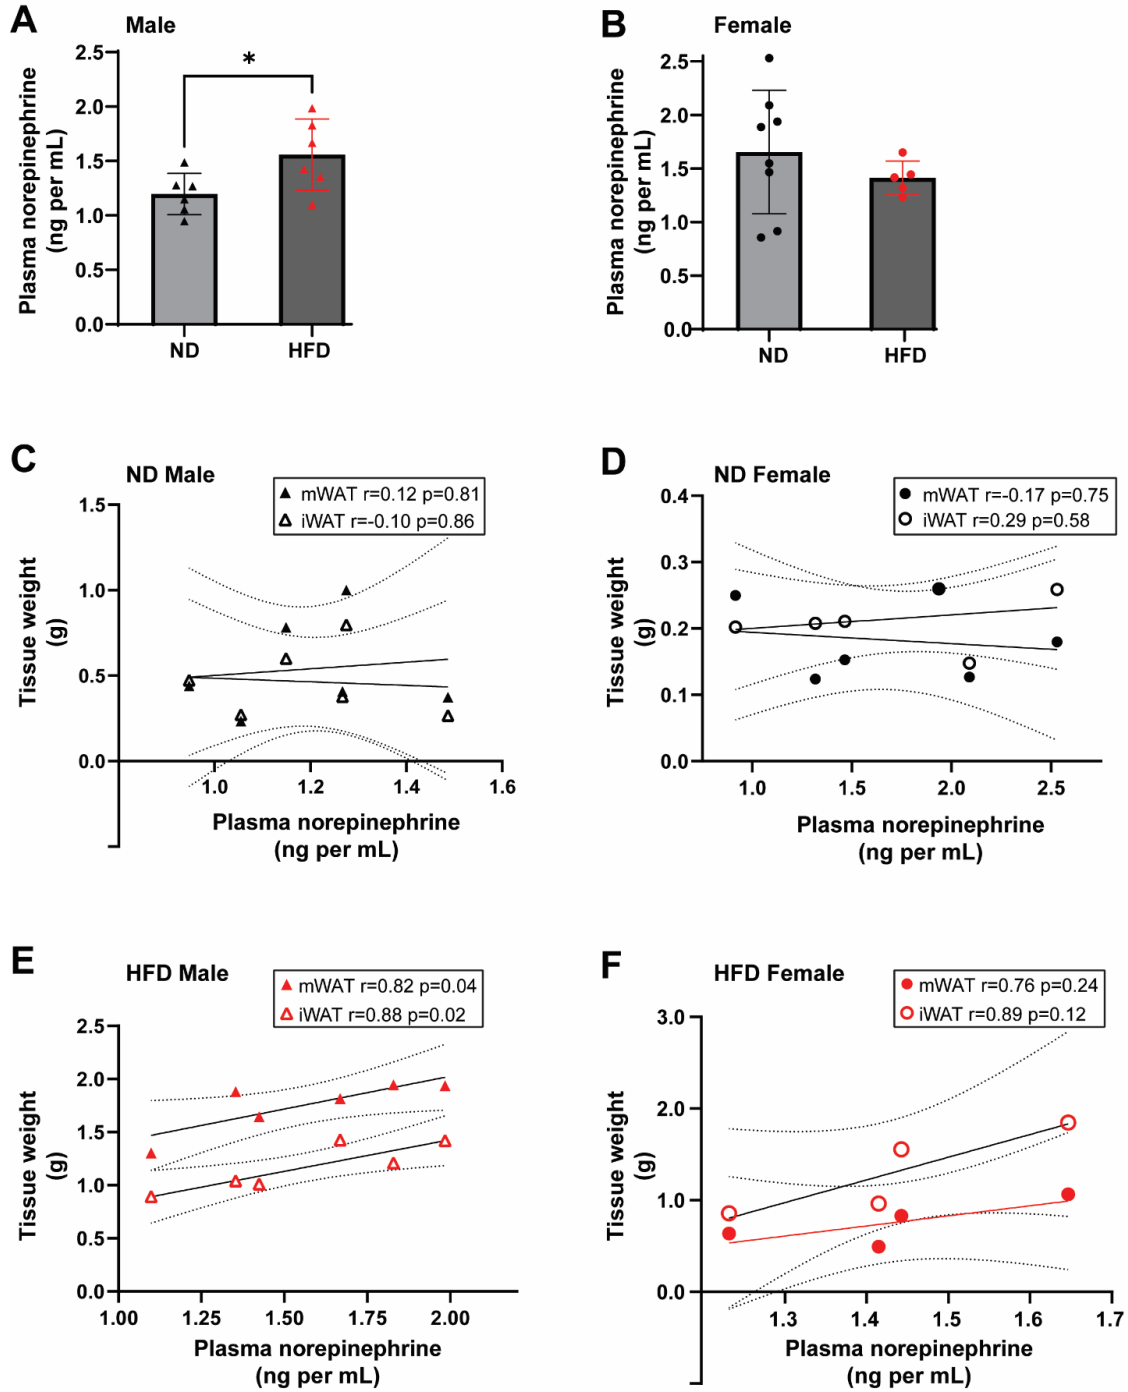 A
Male
Plasma norepinephrine
(ng per mL)
2.5
2.0
1.5
1.0
0.5
0.0
*
ND
HFD
B
Female
Plasma norepinephrine
(ng per mL)
2.5
2.0
1.5
1.0
0.5
0.0
ND
HFD
C
ND Male
mWAT r=0.12 p=0.81
iWAT r=-0.10 p=0.86
Tissue weight
(g)
1.5
1.0
0.5
0.0
1.0
1.2
1.4
1.6
Plasma norepinephrine
(ng per mL)
D
ND Female
mWAT r=-0.17 p=0.75
iWAT r=0.29 p=0.58
Tissue weight
(g)
0.4
0.3
0.2
0.1
0.0
1.0
1.5
2.0
2.5
Plasma norepinephrine
(ng per mL)
E
HFD Male
mWAT r=0.82 p=0.04
iWAT r=0.88 p=0.02
Tissue weight
(g)
2.5
2.0
1.5
1.0
0.5
0.0
1.00
1.25
1.50
1.75
2.00
Plasma norepinephrine
(ng per mL)
F
HFD Female
mWAT r=0.76 p=0.24
iWAT r=0.89 p=0.12
Tissue weight
(g)
3.0
2.0
1.0
0.0
1.3
1.4
1.5
1.6
1.7
Plasma norepinephrine
(ng per mL)